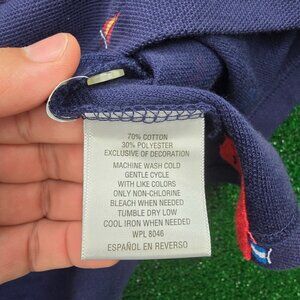 70% COTTON
30% POLYESTER
EXCLUSIVE OF DECORATION
MACHINE WASH COLD
GENTLE CYCLE
WITH LIKE COLORS
ONLY NON-CHLORINE
BLEACH WHEN NEEDED
TUMBLE DRY LOW
COOL IRON WHEN NEEDED
WPL 8046
ESPAÑOL EN REVERSO